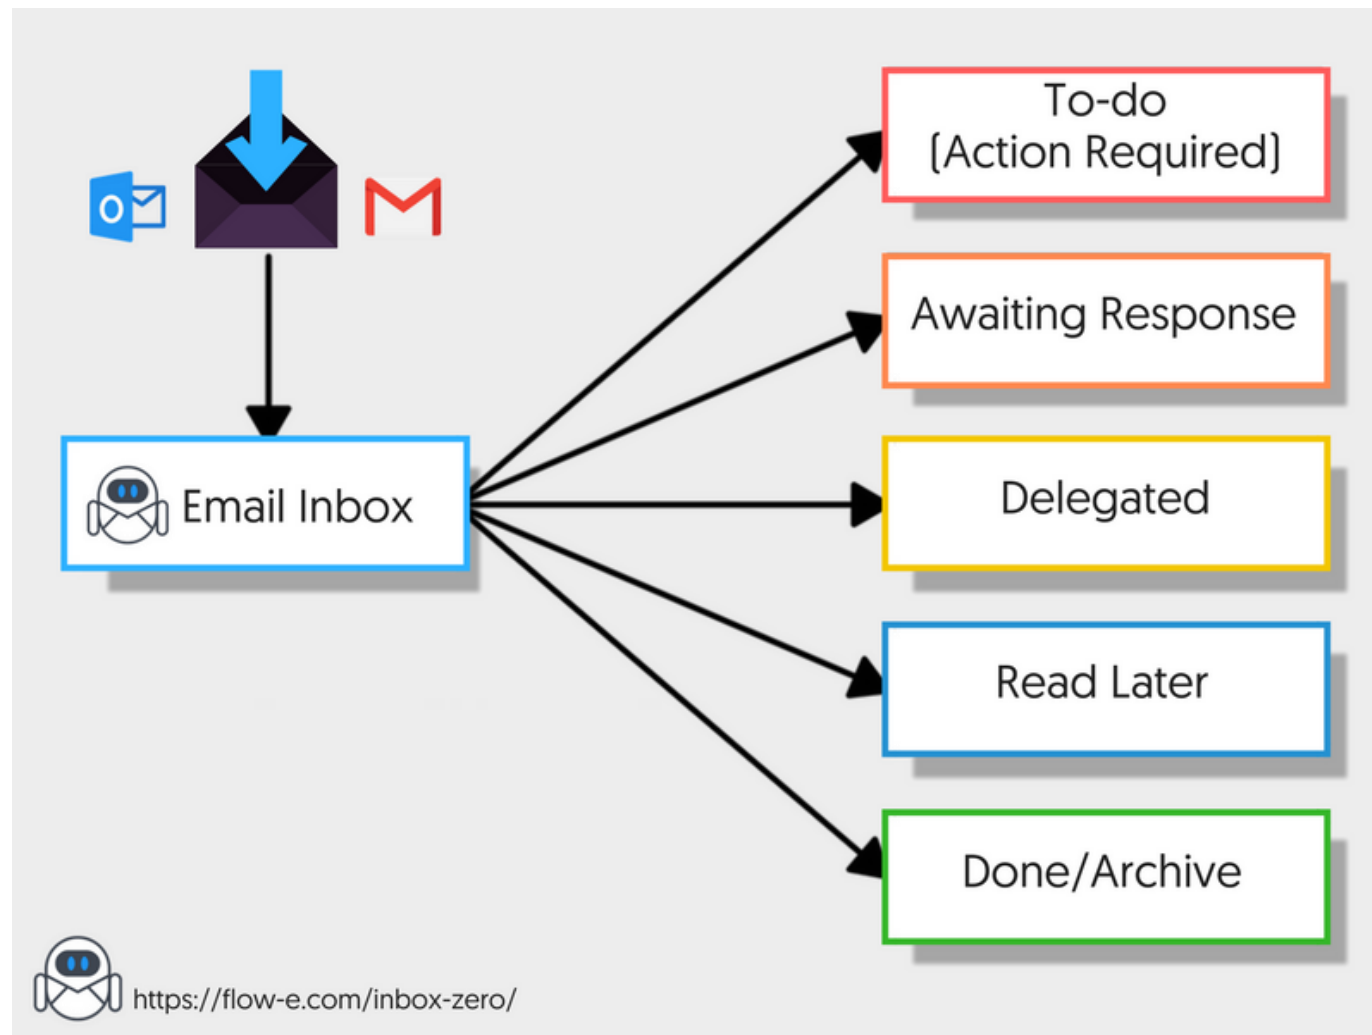 To-do
(Action Required)
Awaiting Response
Email Inbox
Delegated
Read Later
Done/Archive
https://flow-e.com/inbox-zero/